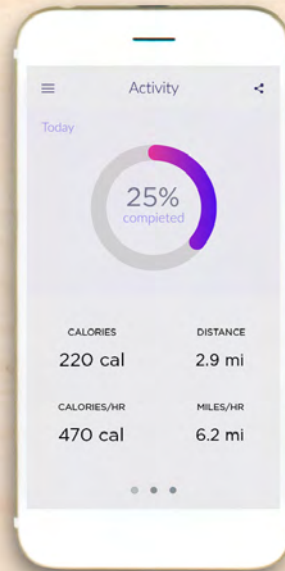 Activity
Today
25%
completed
CALORIES
DISTANCE
220 cal
2.9 mi
CALORIES/HR
MILES/HR
470 cal
6.2 mi